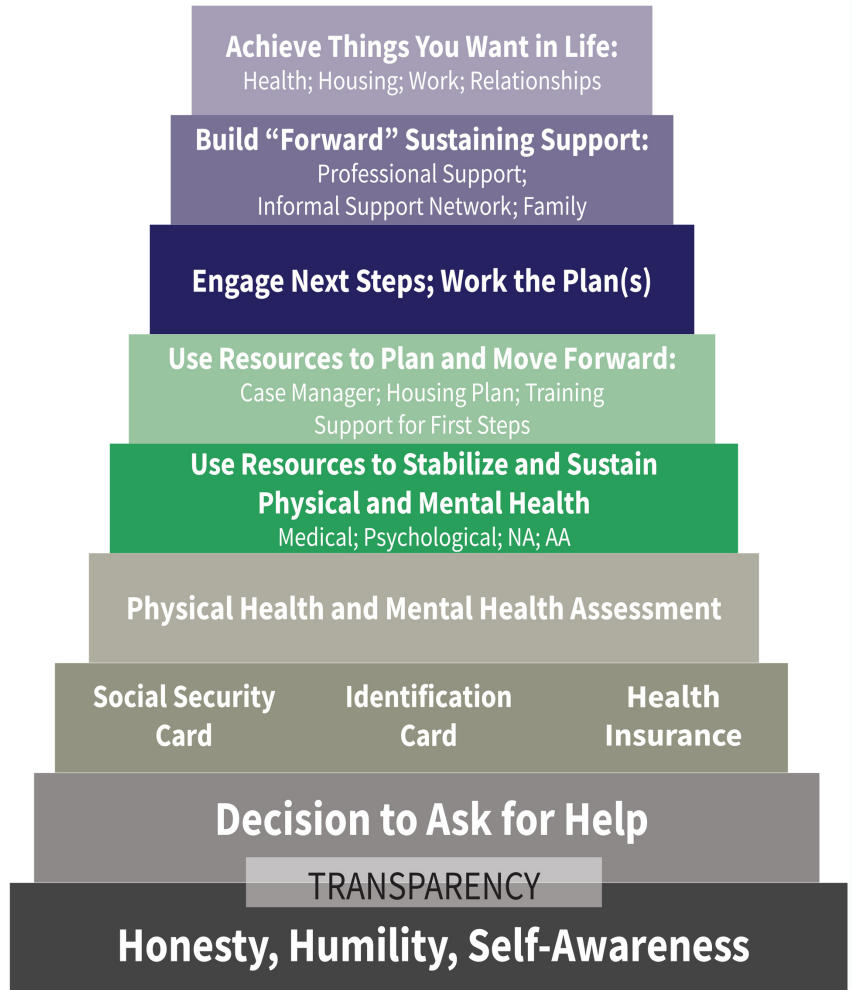 Achieve Things You Want in Life:
Health; Housing; Work; Relationships
Build “Forward” Sustaining Support:
Professional Support;
Informal Support Network; Family
Engage Next Steps; Work the Plan(s)
Use Resources to Plan and Move Forward:
Case Manager; Housing Plan; Training
Support for First Steps
Use Resources to Stabilize and Sustain
Physical and Mental Health
Medical; Psychological; NA; AA
Physical Health and Mental Health Assessment
Social Security
Card
Identification
Card
Health
Insurance
Decision to Ask for Help
TRANSPARENCY
Honesty, Humility, Self-Awareness